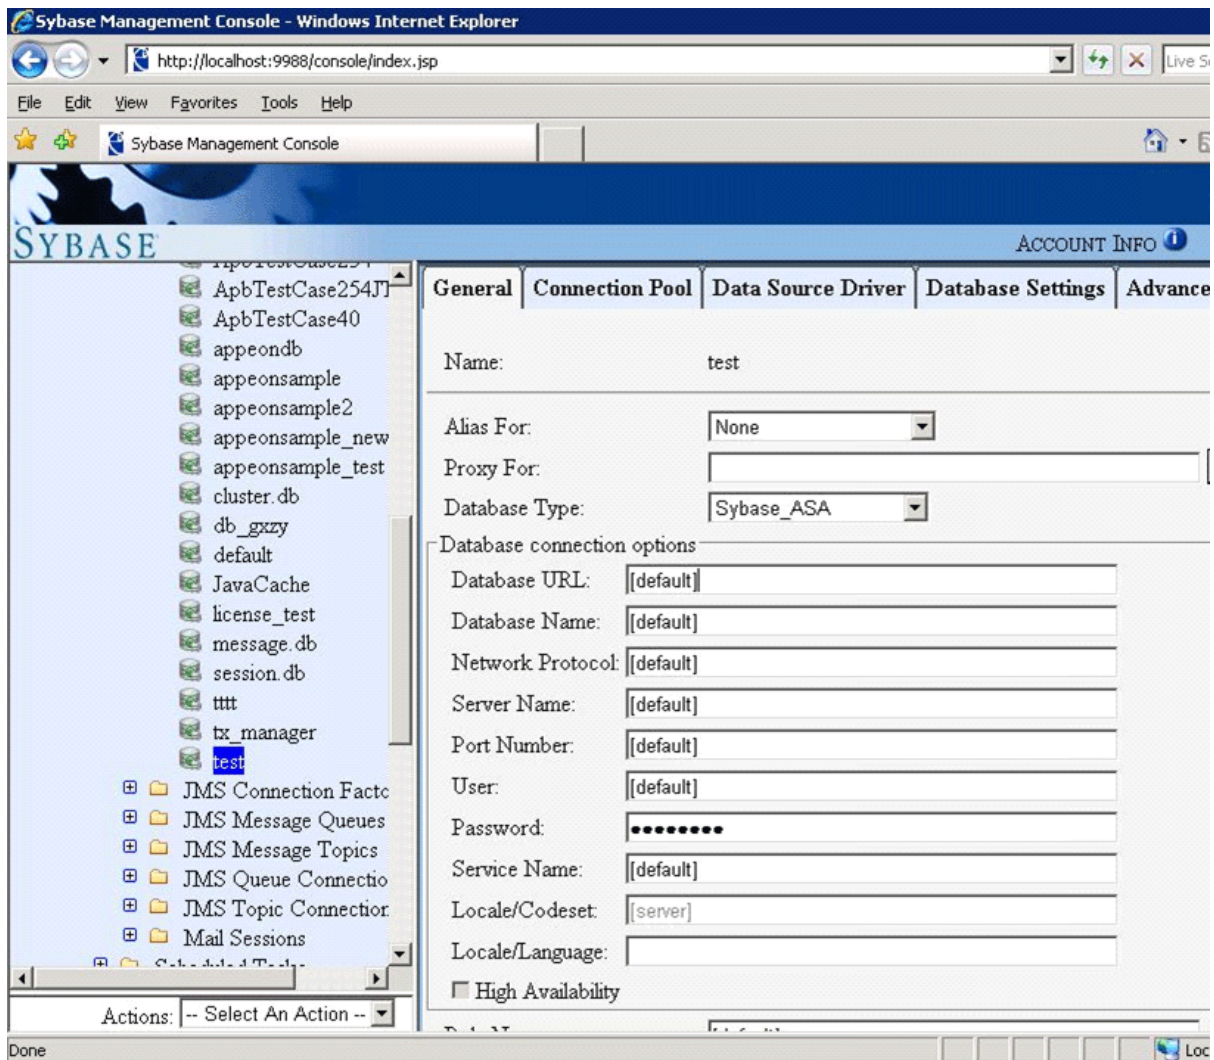 Sybase Management Console - Windows Internet Explorer
http://localhost:9988/console/index.jsp
Live S
File Edit View Favorites Tools Help
Sybase Management Console
SYBASE
ACCOUNT INFO
ApbTestCase254
ApbTestCase254JT
ApbTestCase40
appeondb
appeonsample
appeonsample2
appeonsample_new
appeonsample_test
cluster.db
db_gxzy
default
JavaCache
license_test
message.db
session.db
tttt
tx_manager
test
JMS Connection Facto
JMS Message Queues
JMS Message Topics
JMS Queue Connectio
JMS Topic Connection
Mail Sessions
Scheduled Tasks
Actions: -- Select An Action --
General Connection Pool Data Source Driver Database Settings Advance
Name: test
Alias For: None
Proxy For:
Database Type: Sybase_ASA
Database connection options
Database URL: [default]
Database Name: [default]
Network Protocol: [default]
Server Name: [default]
Port Number: [default]
User: [default]
Password: ●●●●●●●●
Service Name: [default]
Locale/Codeset: [server]
Locale/Language:
High Availability
Done
Loc